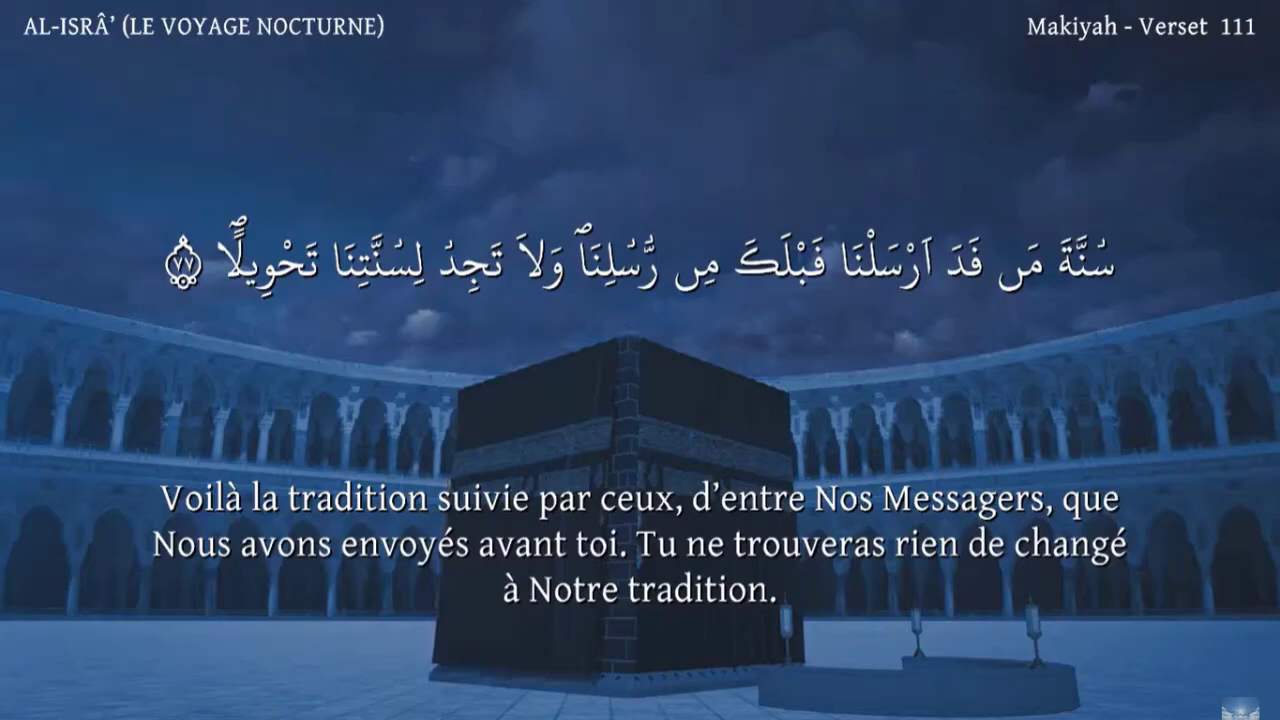 AL-ISRÂ’ (LE VOYAGE NOCTURNE)
Makiyah - Verset 111
سُنَّةَ مَن قَدَ اَرْسَلْنَا قَبْلَكَ مِن رُّسُلِنَاۖ وَلَا تَجِدُ لِسُنَّتِنَا تَحْوِيلًاۖ ٧٧
Voilà la tradition suivie par ceux, d’entre Nos Messagers, que
Nous avons envoyés avant toi. Tu ne trouveras rien de changé
à Notre tradition.